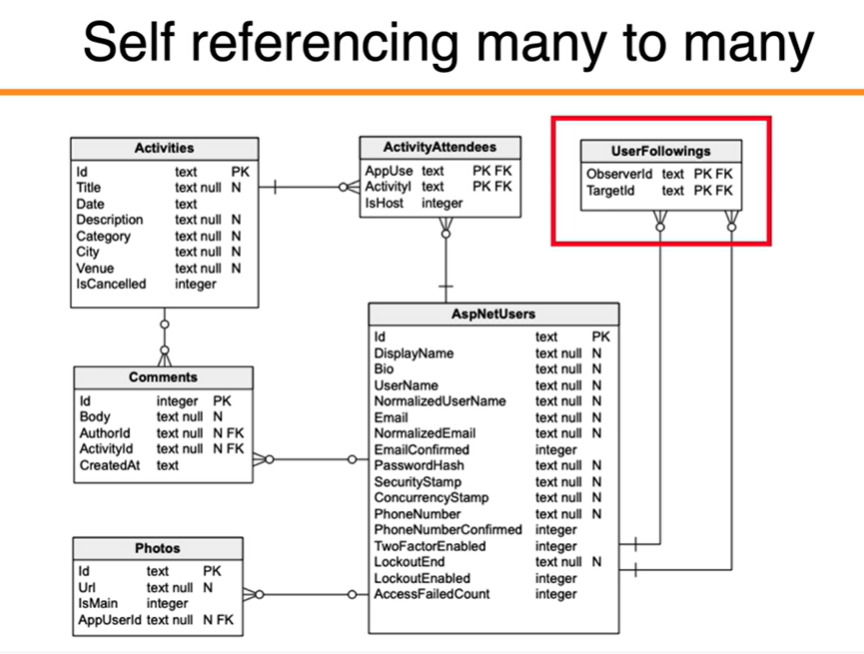 Self referencing many to many
Activities
Id text PK
Title text null N
Date text
Description text null N
Category text null N
City text null N
Venue text null N
IsCancelled integer
ActivityAttendees
AppUse text PK FK
ActivityI text PK FK
IsHost integer
UserFollowings
ObserverId text PK FK
TargetId text PK FK
AspNetUsers
Id text PK
DisplayName text null N
Bio text null N
UserName text null N
NormalizedUserName text null N
Email text null N
NormalizedEmail text null N
EmailConfirmed integer
PasswordHash text null N
SecurityStamp text null N
ConcurrencyStamp text null N
PhoneNumber text null N
PhoneNumberConfirmed integer
TwoFactorEnabled integer
LockoutEnd text null N
LockoutEnabled integer
AccessFailedCount integer
Comments
Id integer PK
Body text null N
AuthorId text null N FK
ActivityId text null N FK
CreatedAt text
Photos
Id text PK
Url text null N
IsMain integer
AppUserId text null N FK